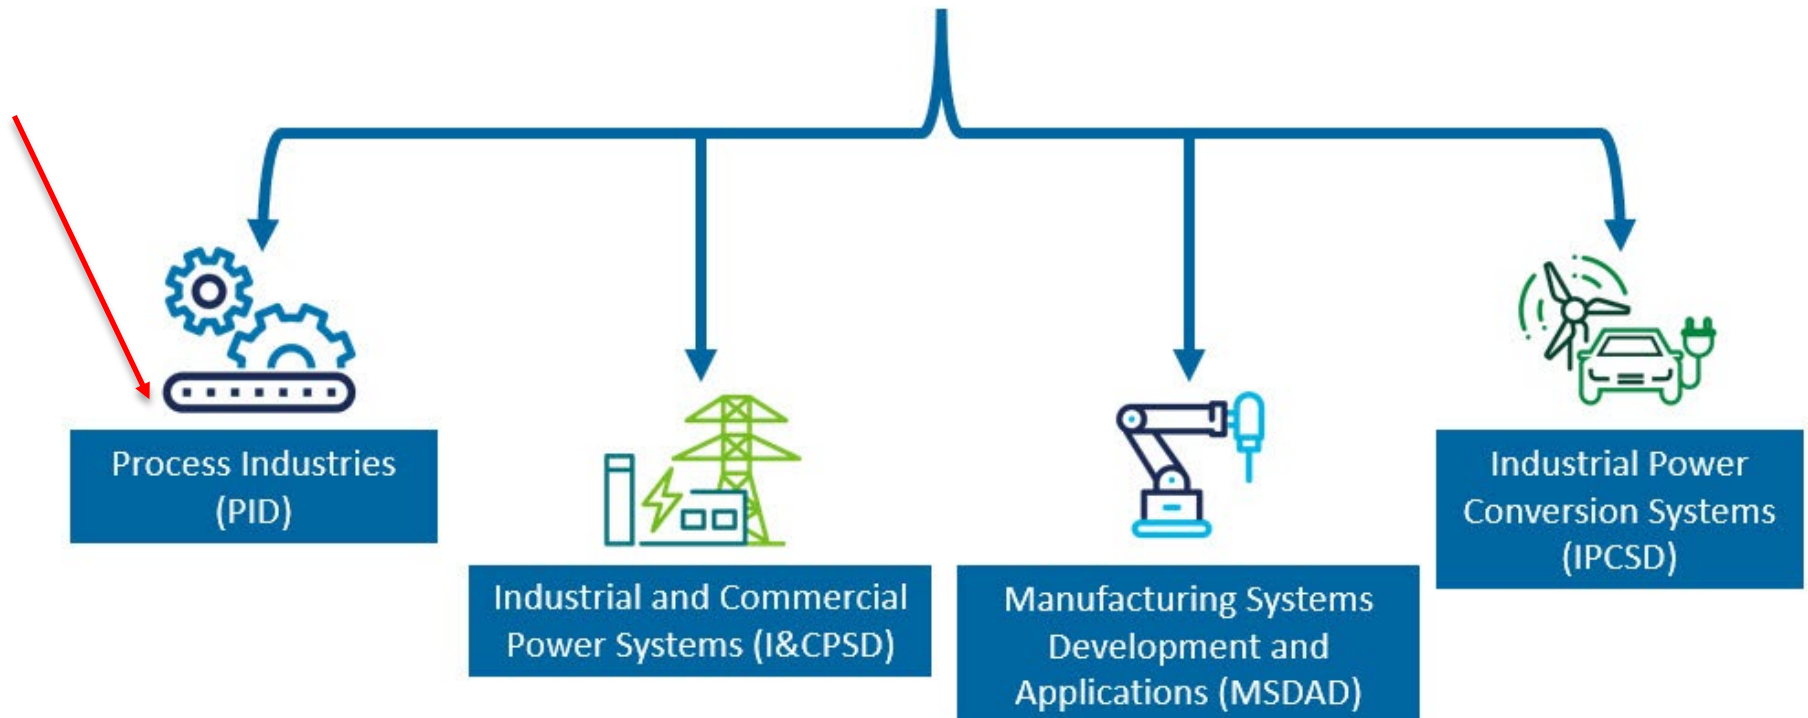 Process Industries
(PID)
Industrial and Commercial
Power Systems (I&CPSD)
Manufacturing Systems
Development and
Applications (MSDAD)
Industrial Power
Conversion Systems
(IPCSD)